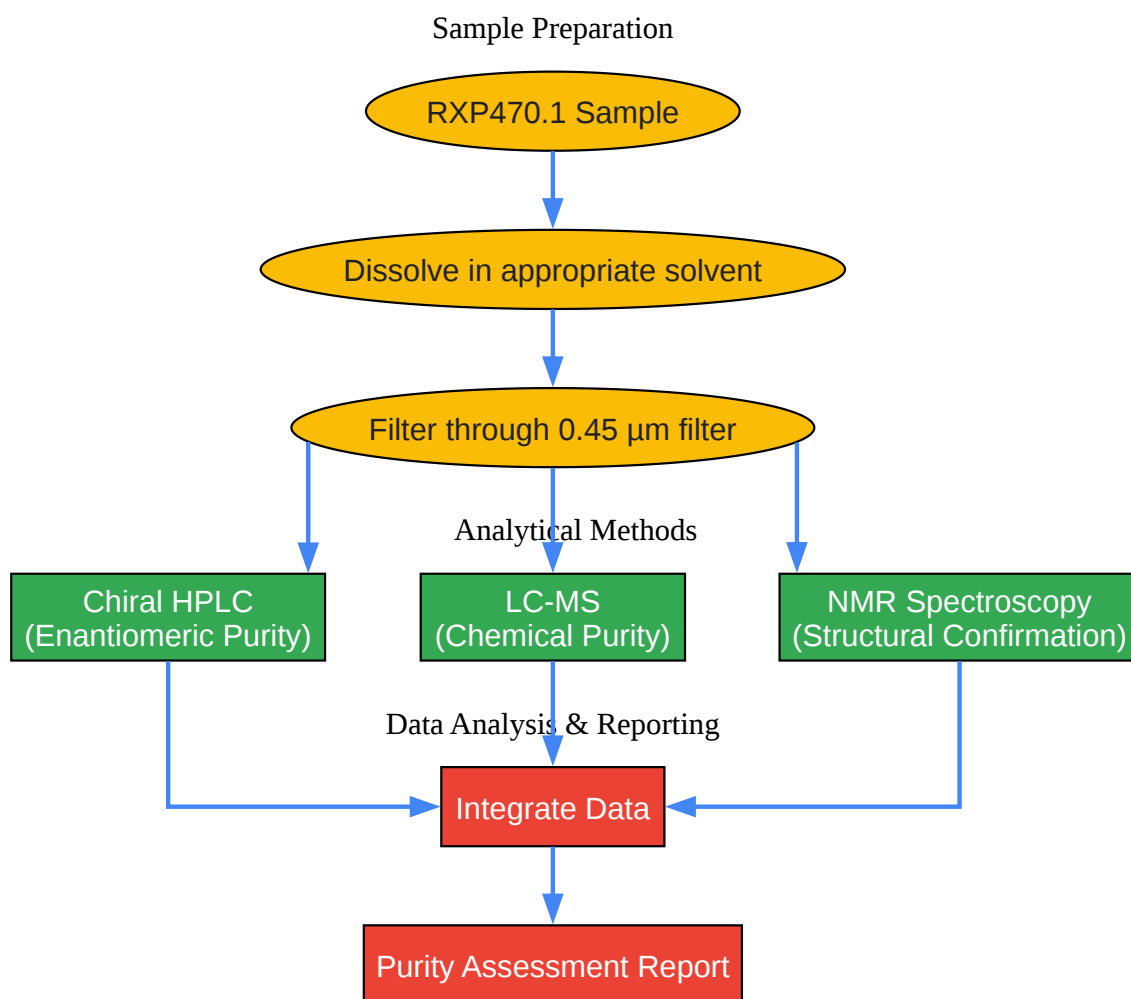 Sample Preparation
RXP470.1 Sample
Dissolve in appropriate solvent
Filter through 0.45 µm filter
Analytical Methods
Chiral HPLC
(Enantiomeric Purity)
LC-MS
(Chemical Purity)
NMR Spectroscopy
(Structural Confirmation)
Data Analysis & Reporting
Integrate Data
Purity Assessment Report